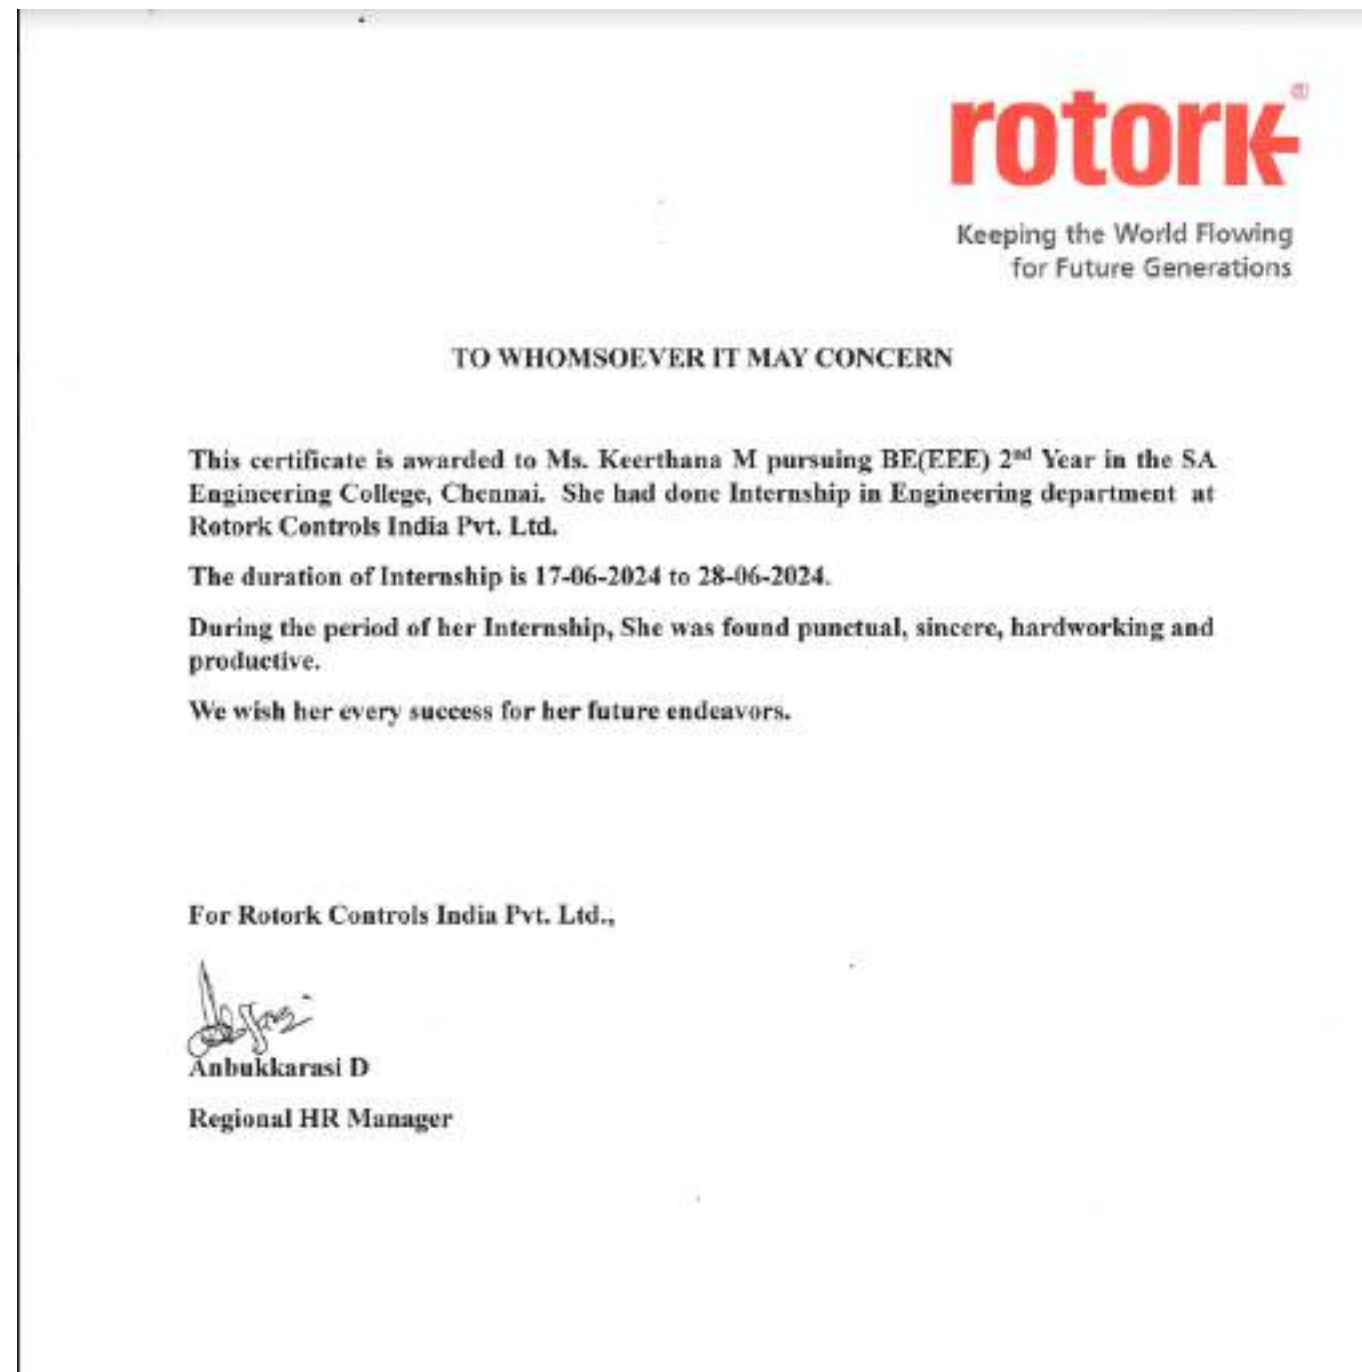 rotork®
Keeping the World Flowing
for Future Generations
TO WHOMSOEVER IT MAY CONCERN
This certificate is awarded to Ms. Keerthana M pursuing BE(EEE) 2nd Year in the SA
Engineering College, Chennai. She had done Internship in Engineering department at
Rotork Controls India Pvt. Ltd.
The duration of Internship is 17-06-2024 to 28-06-2024.
During the period of her Internship, She was found punctual, sincere, hardworking and
productive.
We wish her every success for her future endeavors.
For Rotork Controls India Pvt. Ltd.,
Anbukkarasi D
Regional HR Manager